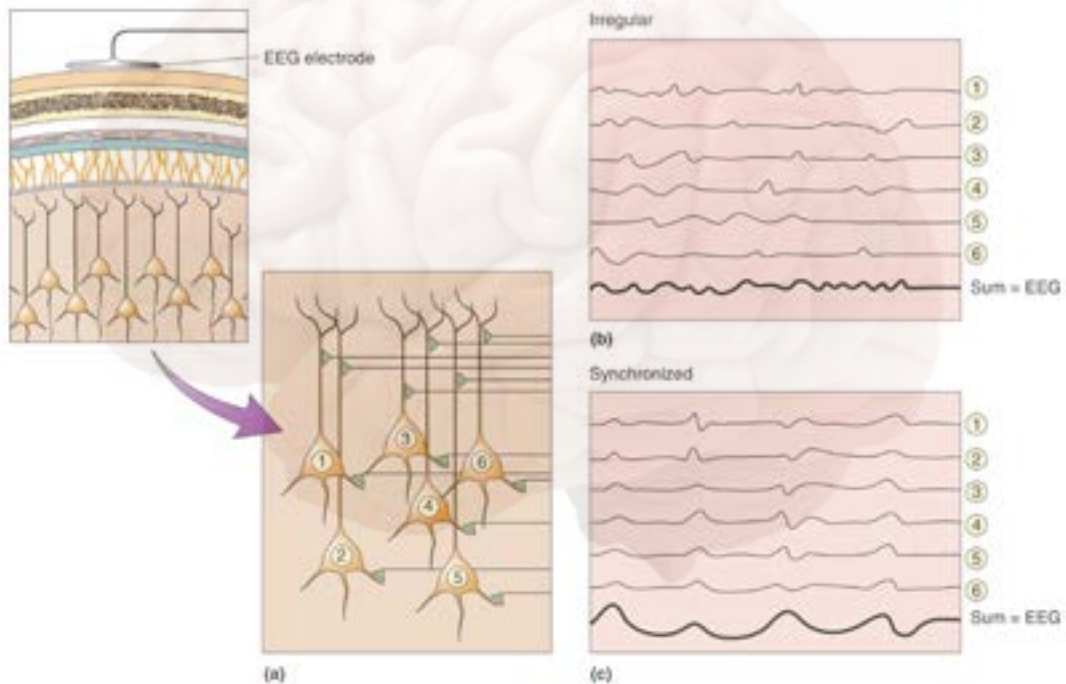 EEG electrode
1
2
3
4
5
6
(a)
Irregular
①
②
③
④
⑤
⑥
Sum = EEG
(b)
Synchronized
①
②
③
④
⑤
⑥
Sum = EEG
(c)